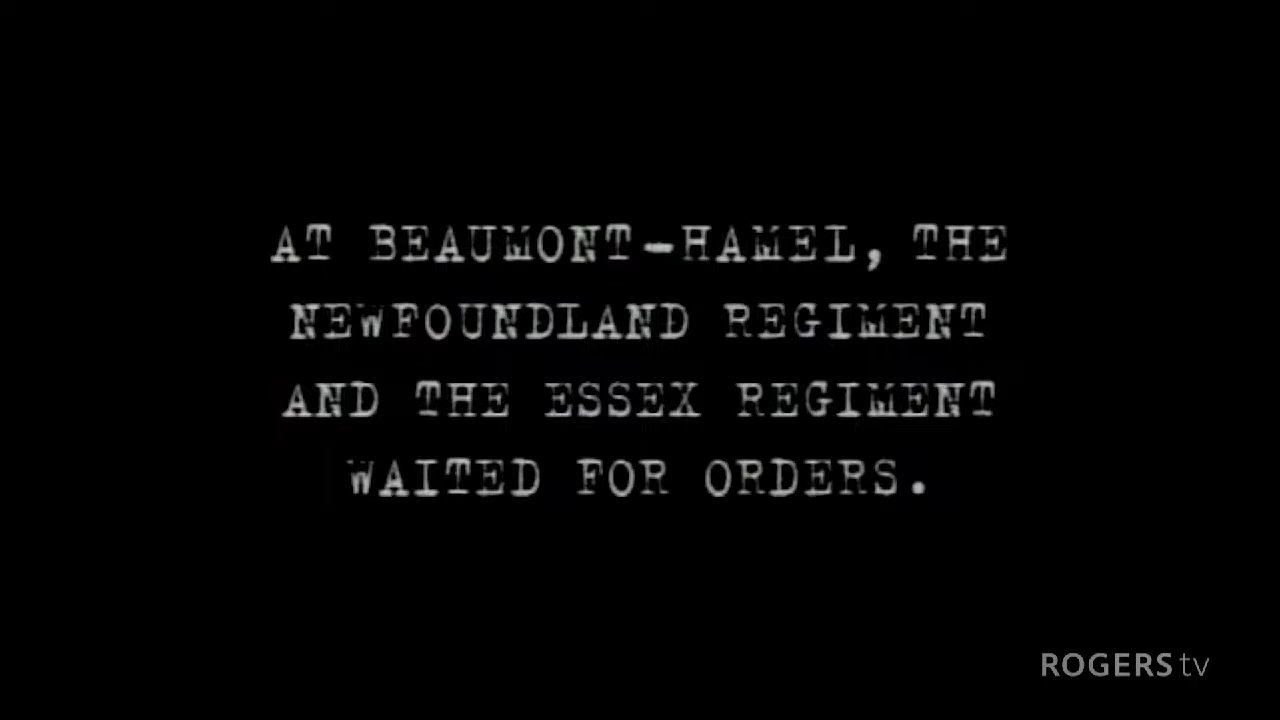 AT BEAUMONT-HAMEL, THE
NEWFOUNDLAND REGIMENT
AND THE ESSEX REGIMENT
WAITED FOR ORDERS.
ROGERS tv